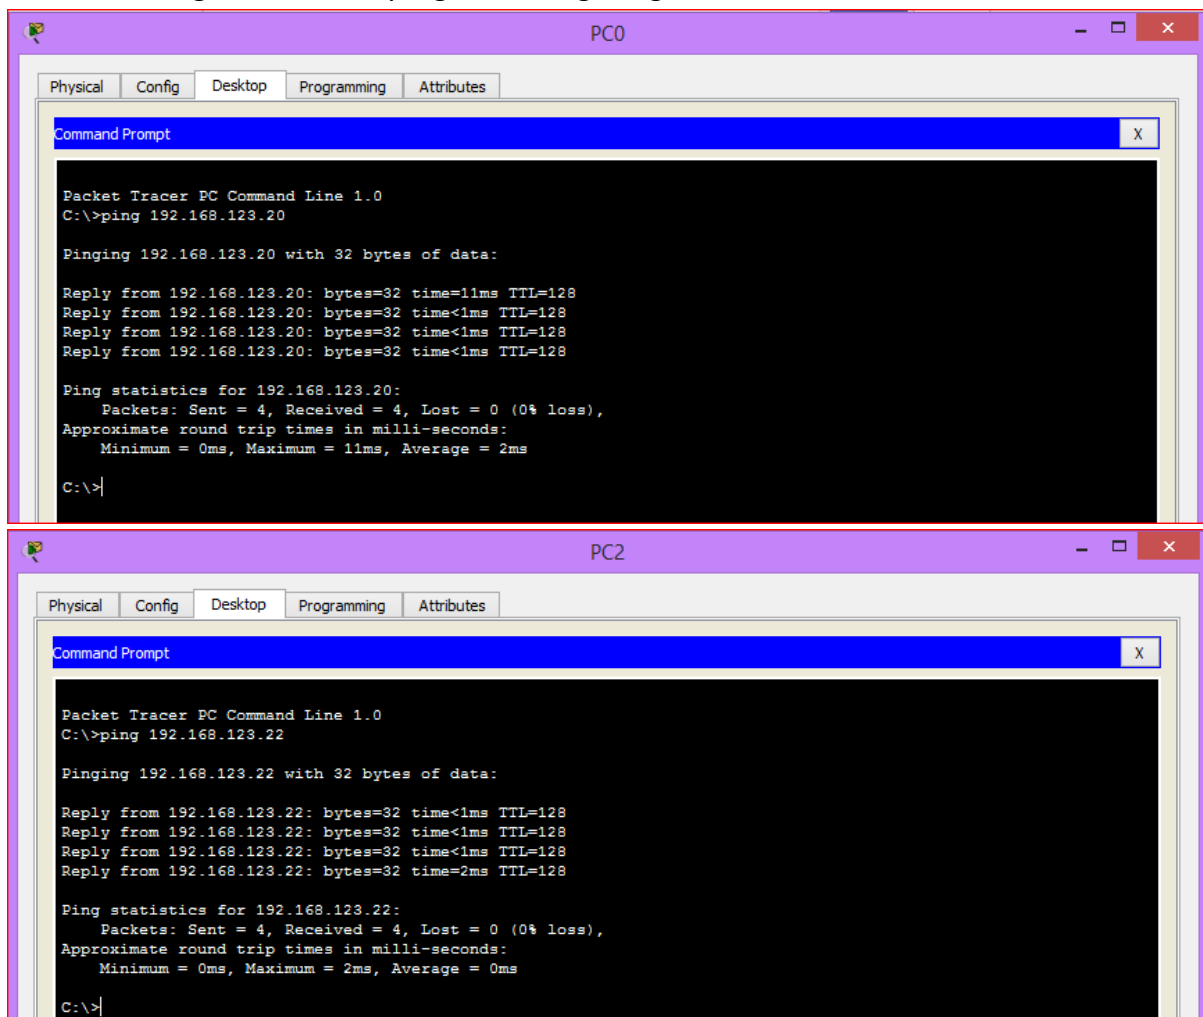 PC0
Physical Config Desktop Programming Attributes
Command Prompt
X
Packet Tracer PC Command Line 1.0
C:\>ping 192.168.123.20
Pinging 192.168.123.20 with 32 bytes of data:
Reply from 192.168.123.20: bytes=32 time=11ms TTL=128
Reply from 192.168.123.20: bytes=32 time<1ms TTL=128
Reply from 192.168.123.20: bytes=32 time<1ms TTL=128
Reply from 192.168.123.20: bytes=32 time<1ms TTL=128
Ping statistics for 192.168.123.20:
Packets: Sent = 4, Received = 4, Lost = 0 (0% loss),
Approximate round trip times in milli-seconds:
Minimum = 0ms, Maximum = 11ms, Average = 2ms
C:\>
PC2
Physical Config Desktop Programming Attributes
Command Prompt
X
Packet Tracer PC Command Line 1.0
C:\>ping 192.168.123.22
Pinging 192.168.123.22 with 32 bytes of data:
Reply from 192.168.123.22: bytes=32 time<1ms TTL=128
Reply from 192.168.123.22: bytes=32 time<1ms TTL=128
Reply from 192.168.123.22: bytes=32 time<1ms TTL=128
Reply from 192.168.123.22: bytes=32 time=2ms TTL=128
Ping statistics for 192.168.123.22:
Packets: Sent = 4, Received = 4, Lost = 0 (0% loss),
Approximate round trip times in milli-seconds:
Minimum = 0ms, Maximum = 2ms, Average = 0ms
C:\>